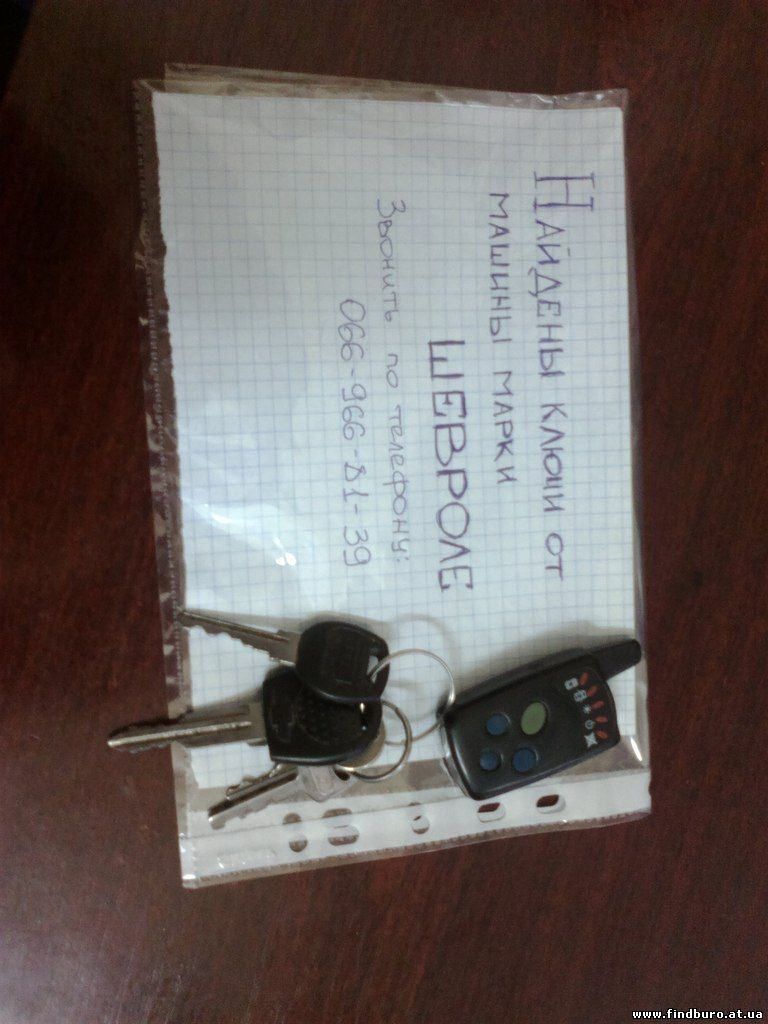 НАЙДЕНЫ КЛЮЧИ ОТ
МАШИНЫ МАРКИ
ШЕВРОЛЕ
Звонить по телефону:
066-966-81-39
www.findburo.at.ua